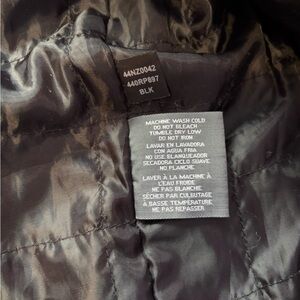 44NZ0042
440RP897
BLK
MACHINE WASH COLD
DO NOT BLEACH
TUMBLE DRY LOW
DO NOT IRON
LAVAR EN LAVADORA
CON AGUA FRIA
NO USE BLANQUEADOR
SECADORA CICLO SUAVE
NO PLANCHE
LAVER À LA MACHINE À
L'EAU FROIDE
NE PAS BLANCHIR
SÉCHER PAR CULBUTAGE
À BASSE TEMPÉRATURE
NE PAS REPASSER